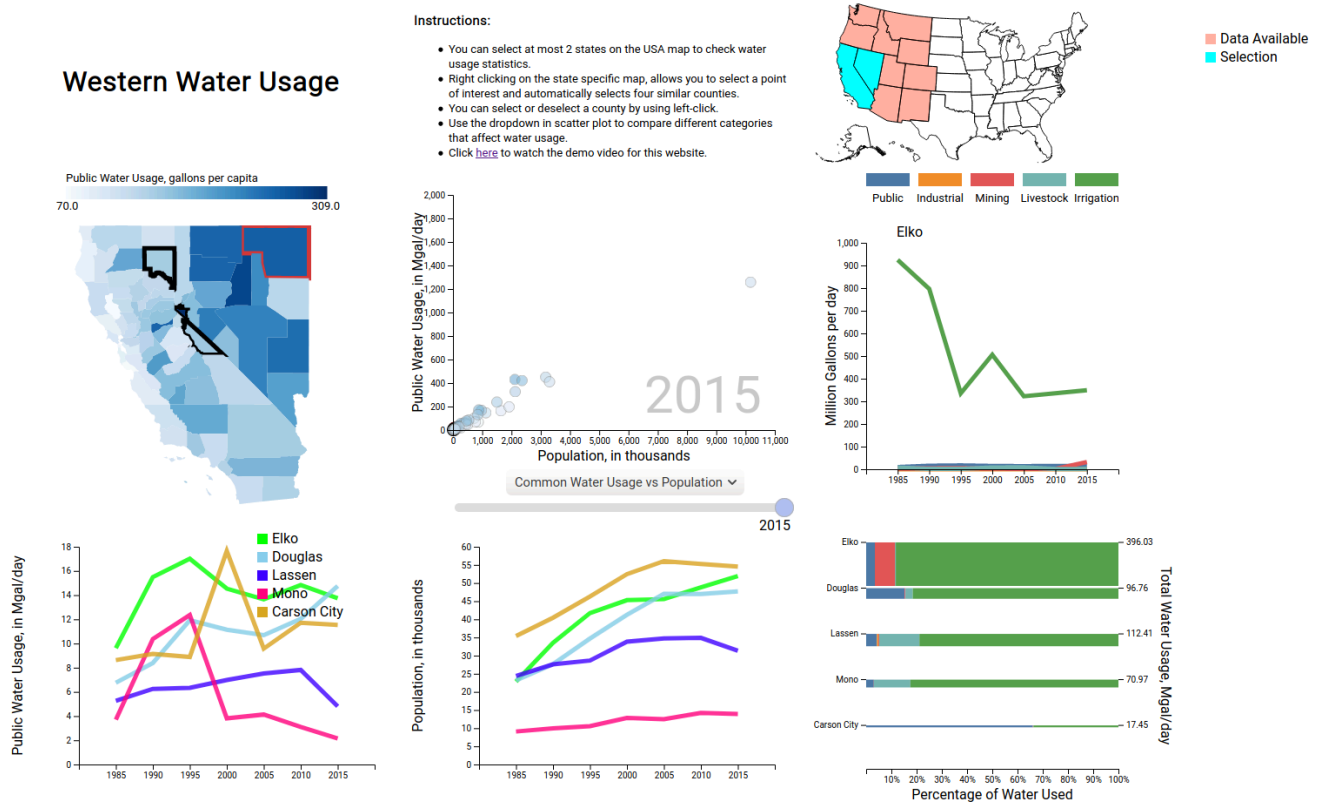 Western Water Usage
Instructions:
You can select at most 2 states on the USA map to check water
usage statistics.
Right clicking on the state specific map, allows you to select a point
of interest and automatically selects four similar counties.
You can select or deselect a county by using left-click.
Use the dropdown in scatter plot to compare different categories
that affect water usage.
Click here to watch the demo video for this website.
Data Available
Selection
Public Water Usage, gallons per capita
70.0 309.0
Public Water Usage, in Mgal/day
2,000
1,800
1,600
1,400
1,200
1,000
800
600
400
200
0
2015
0 1,000 2,000 3,000 4,000 5,000 6,000 7,000 8,000 9,000 10,000 11,000
Population, in thousands
Common Water Usage vs Population
2015
Public Industrial Mining Livestock Irrigation
Elko
Million Gallons per day
1,000
900
800
700
600
500
400
300
200
100
0
1985 1990 1995 2000 2005 2010 2015
Public Water Usage, in Mgal/day
18
16
14
12
10
8
6
4
2
0
1985 1990 1995 2000 2005 2010 2015
Elko
Douglas
Lassen
Mono
Carson City
Population, in thousands
60
55
50
45
40
35
30
25
20
15
10
5
0
1985 1990 1995 2000 2005 2010 2015
Elko 396.03
Douglas 96.76
Lassen 112.41
Mono 70.97
Carson City 17.45
Total Water Usage, Mgal/day
10% 20% 30% 40% 50% 60% 70% 80% 90% 100%
Percentage of Water Used